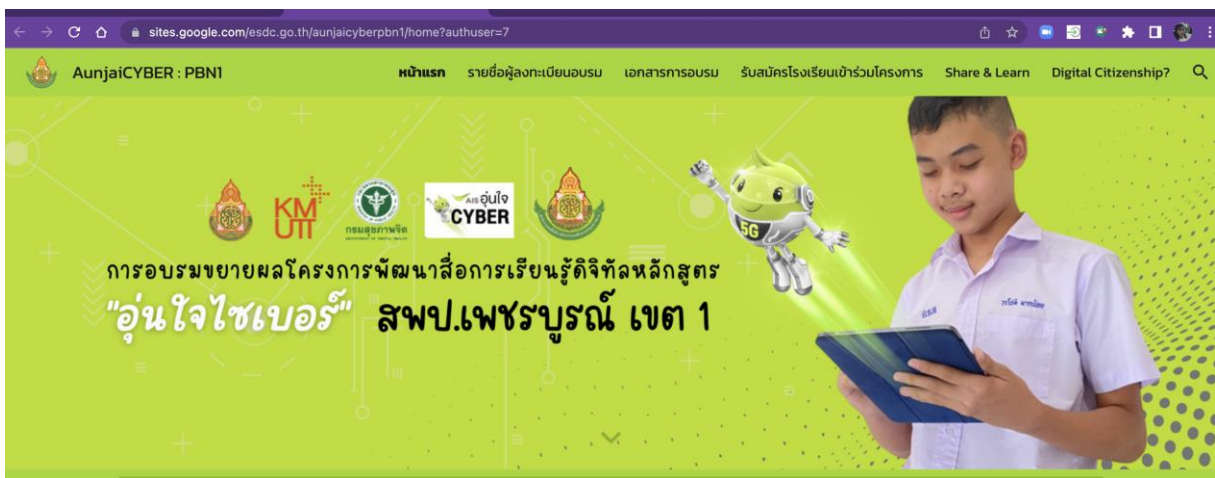 sites.google.com/esdc.go.th/aunjaicyberpbn1/home?authuser=7
AunjaiCYBER : PBN1 หน้าแรก รายชื่อผู้ลงทะเบียนอบรม เอกสารการอบรม รับสมัครโรงเรียนเข้าร่วมโครงการ Share & Learn Digital Citizenship?
KM
UTT
กรมสุขภาพจิต
AIS อุ่นใจ
CYBER
5G
การอบรมขยายผลโครงการพัฒนาสื่อการเรียนรู้ดิจิทัลหลักสูตร
"อุ่นใจไซเบอร์" สพป.เพชรบูรณ์ เขต 1